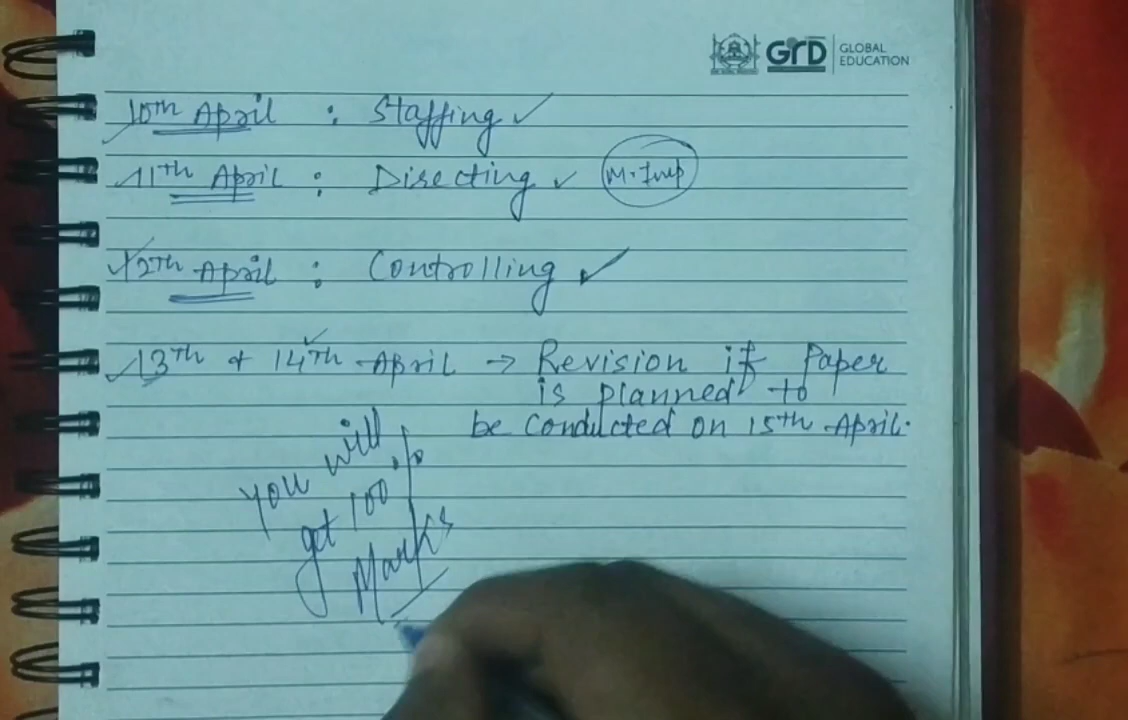 GRD GLOBAL
EDUCATION
10th April : Staffing
11th April : Directing M.Imp
12th April : Controlling
13th & 14th April → Revision if Paper
is planned to
be conducted on 15th April.
You will
get 100%
Marks